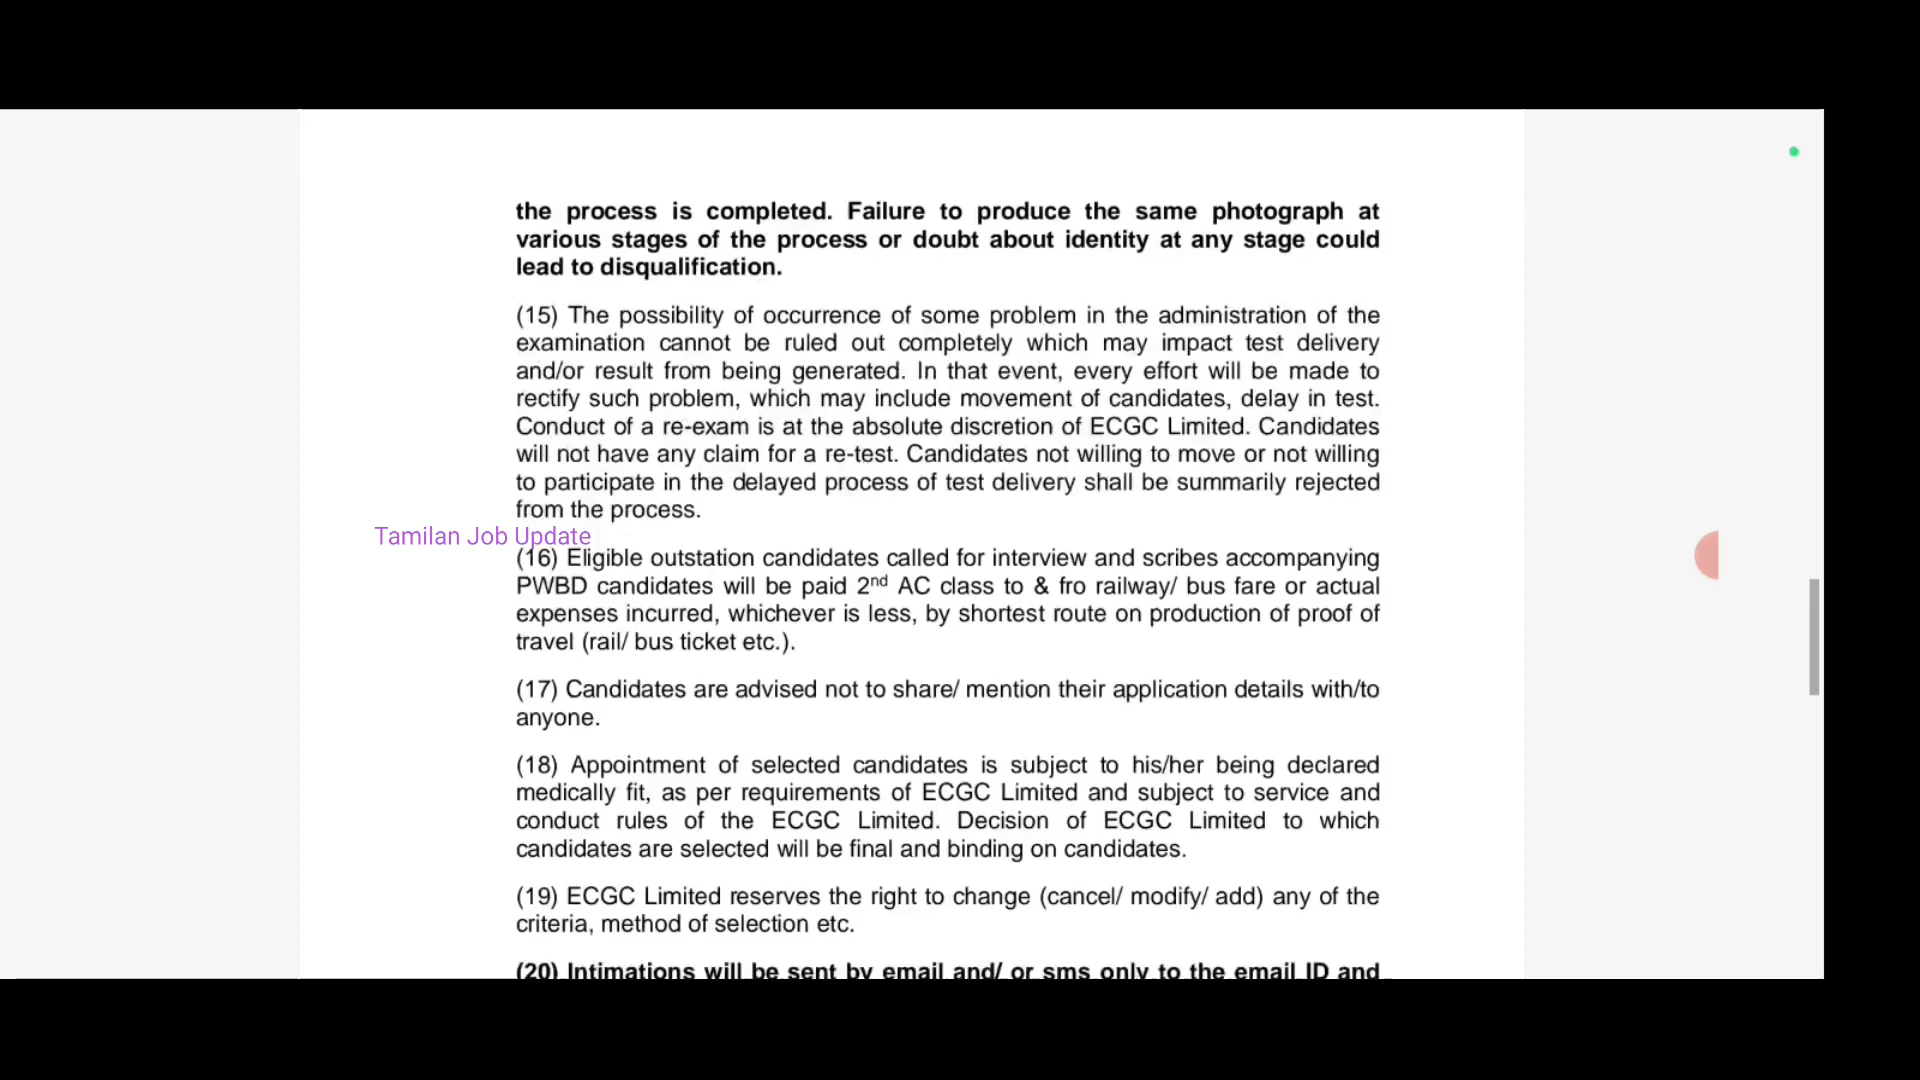 the process is completed. Failure to produce the same photograph at
various stages of the process or doubt about identity at any stage could
lead to disqualification.
(15) The possibility of occurrence of some problem in the administration of the
examination cannot be ruled out completely which may impact test delivery
and/or result from being generated. In that event, every effort will be made to
rectify such problem, which may include movement of candidates, delay in test.
Conduct of a re-exam is at the absolute discretion of ECGC Limited. Candidates
will not have any claim for a re-test. Candidates not willing to move or not willing
to participate in the delayed process of test delivery shall be summarily rejected
from the process.
Tamilan Job Update
(16) Eligible outstation candidates called for interview and scribes accompanying
PWBD candidates will be paid 2nd AC class to & fro railway/ bus fare or actual
expenses incurred, whichever is less, by shortest route on production of proof of
travel (rail/ bus ticket etc.).
(17) Candidates are advised not to share/ mention their application details with/to
anyone.
(18) Appointment of selected candidates is subject to his/her being declared
medically fit, as per requirements of ECGC Limited and subject to service and
conduct rules of the ECGC Limited. Decision of ECGC Limited to which
candidates are selected will be final and binding on candidates.
(19) ECGC Limited reserves the right to change (cancel/ modify/ add) any of the
criteria, method of selection etc.
(20) Intimations will be sent by email and/ or sms only to the email ID and